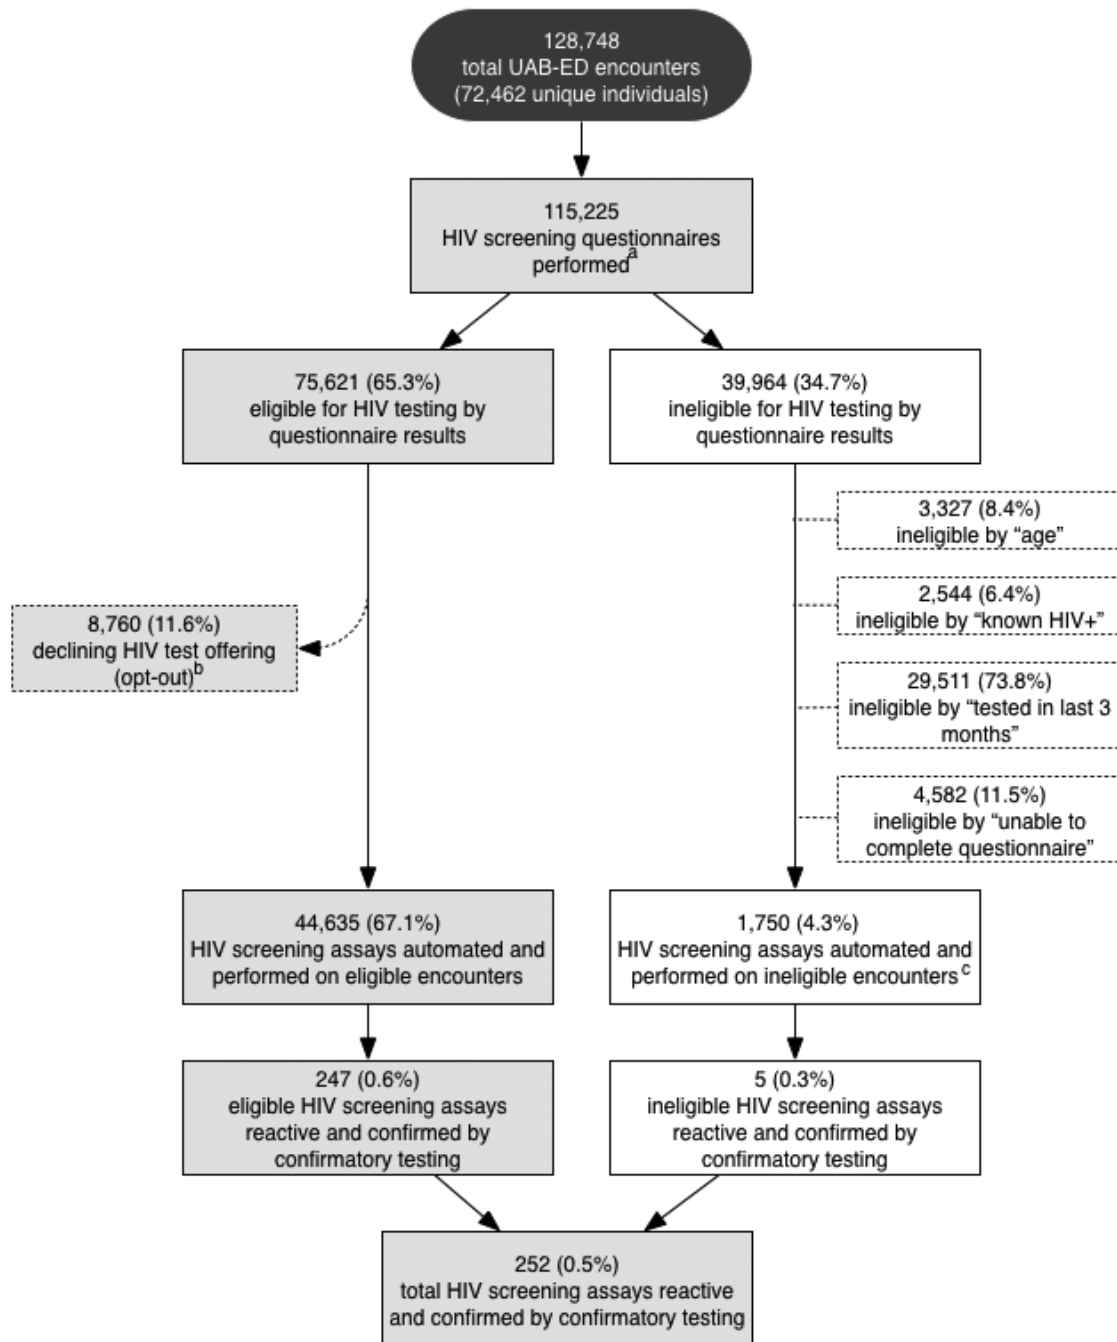 128,748
total UAB-ED encounters
(72,462 unique individuals)
115,225
HIV screening questionnaires
performed a
75,621 (65.3%)
eligible for HIV testing by
questionnaire results
39,964 (34.7%)
ineligible for HIV testing by
questionnaire results
3,327 (8.4%)
ineligible by “age”
2,544 (6.4%)
ineligible by “known HIV+”
8,760 (11.6%)
declining HIV test offering
(opt-out) b
29,511 (73.8%)
ineligible by “tested in last 3
months”
4,582 (11.5%)
ineligible by “unable to
complete questionnaire”
44,635 (67.1%)
HIV screening assays automated and
performed on eligible encounters
1,750 (4.3%)
HIV screening assays automated and
performed on ineligible encounters c
247 (0.6%)
eligible HIV screening assays
reactive and confirmed by
confirmatory testing
5 (0.3%)
ineligible HIV screening assays
reactive and confirmed by
confirmatory testing
252 (0.5%)
total HIV screening assays reactive
and confirmed by confirmatory testing